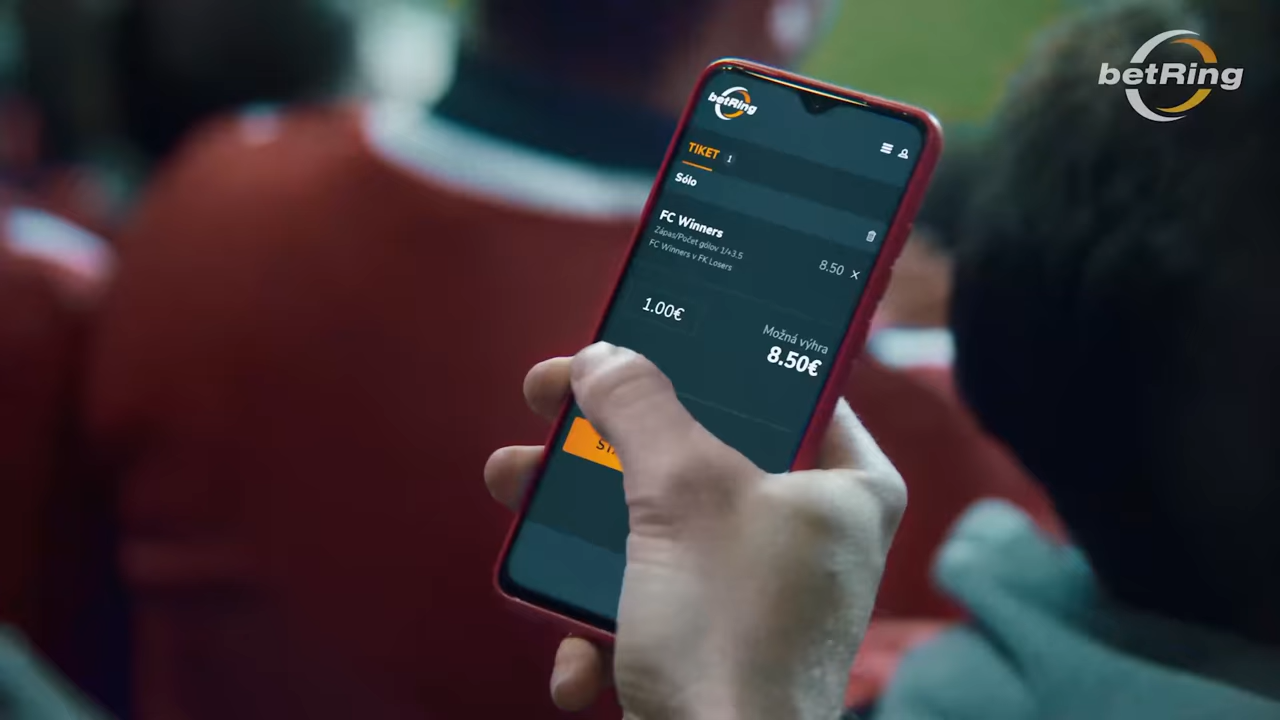 betRing
betRing
TIKET 1
Sólo
FC Winners
Zápas/Počet gólov 1/+3.5
FC Winners v FK Losers
8.50 ×
1.00€
Možná výhra
8.50€